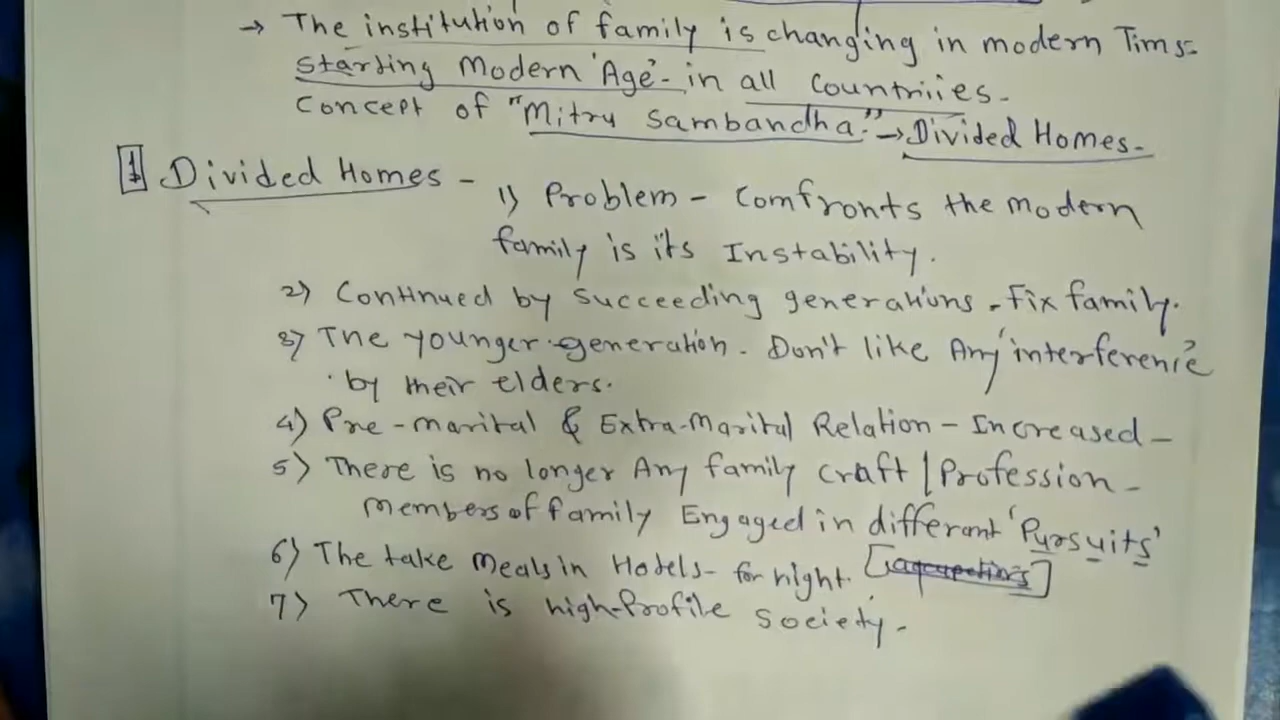 → The institution of family is changing in modern Tims-
starting Modern 'Age'- in all Countriies-
Concept of "Mitru Sambandha." → Divided Homes-
1 Divided Homes -
1) Problem - Comfronts the modern
family is its Instability.
2) Continued by succeeding generations - Fix family.
3) The younger generation. Don't like Any 'interference'
by their elders.
4) Pre-marital & Extra-Marital Relation - Increased -
5) There is no longer Any family craft / Profession -
members of family Engaged in different 'Pursuits'
6) The take Meals in Hotels - for night. [ ]
7) There is high-Profile society -